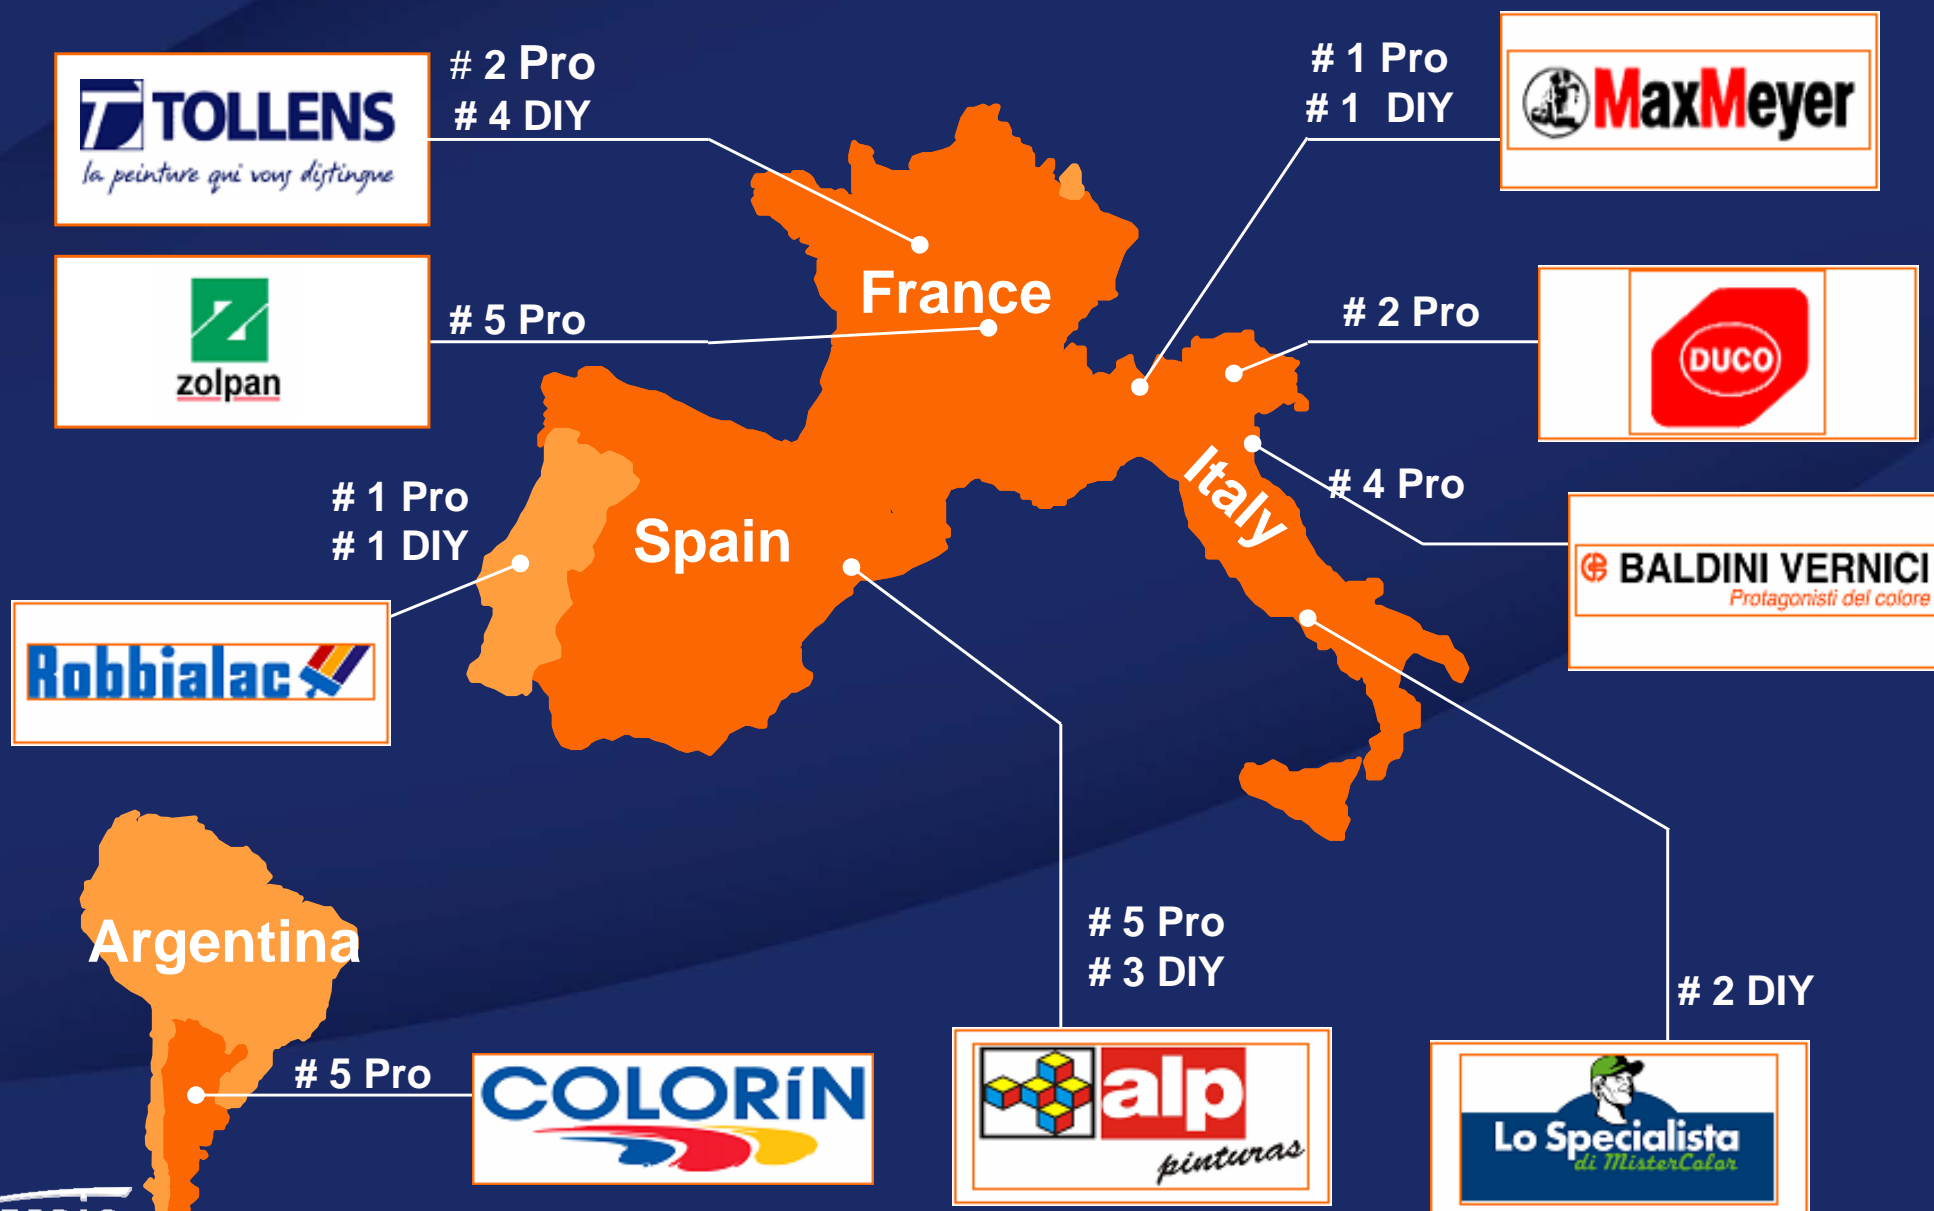 # 2 Pro
# 4 DIY
TOLLENS
la peinture qui vous distingue
# 1 Pro
# 1 DIY
MaxMeyer
zolpan
# 5 Pro
France
# 2 Pro
DUCO
# 1 Pro
# 1 DIY
Robbialac
Spain
Italy
# 4 Pro
BALDINI VERNICI
Protagonisti del colore
Argentina
# 5 Pro
COLORíN
# 5 Pro
# 3 DIY
alp
pinturas
# 2 DIY
Lo Specialista
di MisterColor